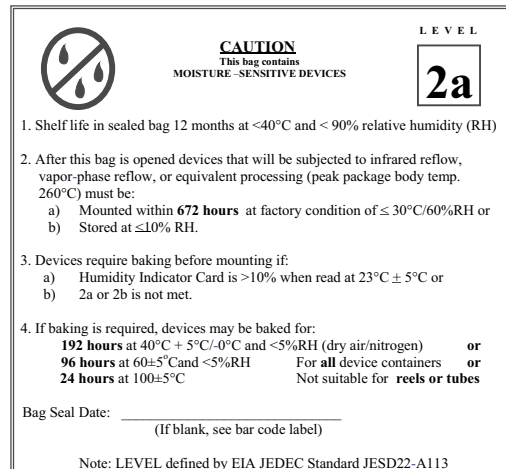 LEVEL
CAUTION
This bag contains
MOISTURE –SENSITIVE DEVICES
2a
1. Shelf life in sealed bag 12 months at <40°C and < 90% relative humidity (RH)
2. After this bag is opened devices that will be subjected to infrared reflow,
vapor-phase reflow, or equivalent processing (peak package body temp.
260°C) must be:
a) Mounted within 672 hours at factory condition of ≤ 30°C/60%RH or
b) Stored at ≤10% RH.
3. Devices require baking before mounting if:
a) Humidity Indicator Card is >10% when read at 23°C ± 5°C or
b) 2a or 2b is not met.
4. If baking is required, devices may be baked for:
192 hours at 40°C + 5°C/-0°C and <5%RH (dry air/nitrogen) or
96 hours at 60±5°Cand <5%RH For all device containers or
24 hours at 100±5°C Not suitable for reels or tubes
Bag Seal Date: ______________________________
(If blank, see bar code label)
Note: LEVEL defined by EIA JEDEC Standard JESD22-A113